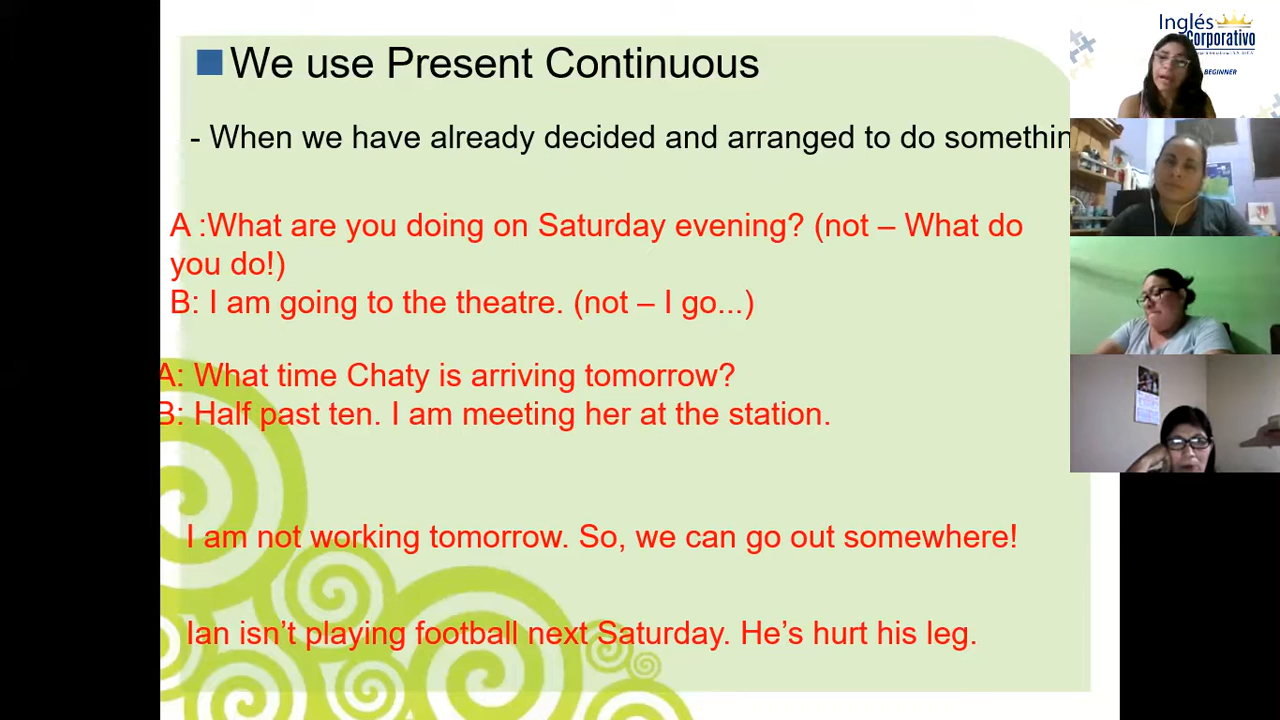 We use Present Continuous
- When we have already decided and arranged to do somethin
A :What are you doing on Saturday evening? (not – What do
you do!)
B: I am going to the theatre. (not – I go...)
A: What time Chaty is arriving tomorrow?
B: Half past ten. I am meeting her at the station.
I am not working tomorrow. So, we can go out somewhere!
Ian isn’t playing football next Saturday. He’s hurt his leg.
Inglés
Corporativo
BEGINNER